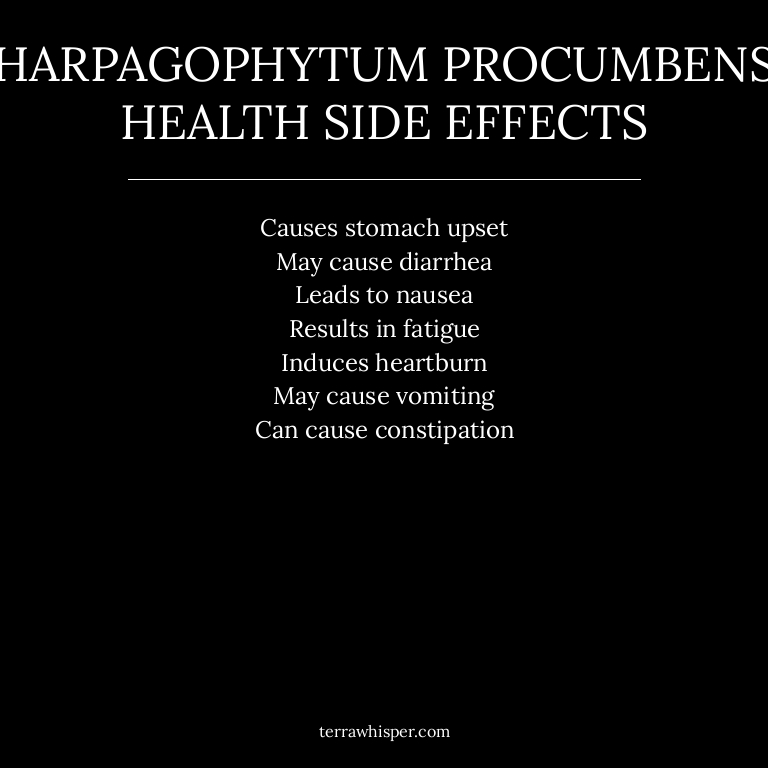 HARPAGOPHYTUM PROCUMBENS
HEALTH SIDE EFFECTS
Causes stomach upset
May cause diarrhea
Leads to nausea
Results in fatigue
Induces heartburn
May cause vomiting
Can cause constipation
terrawhisper.com